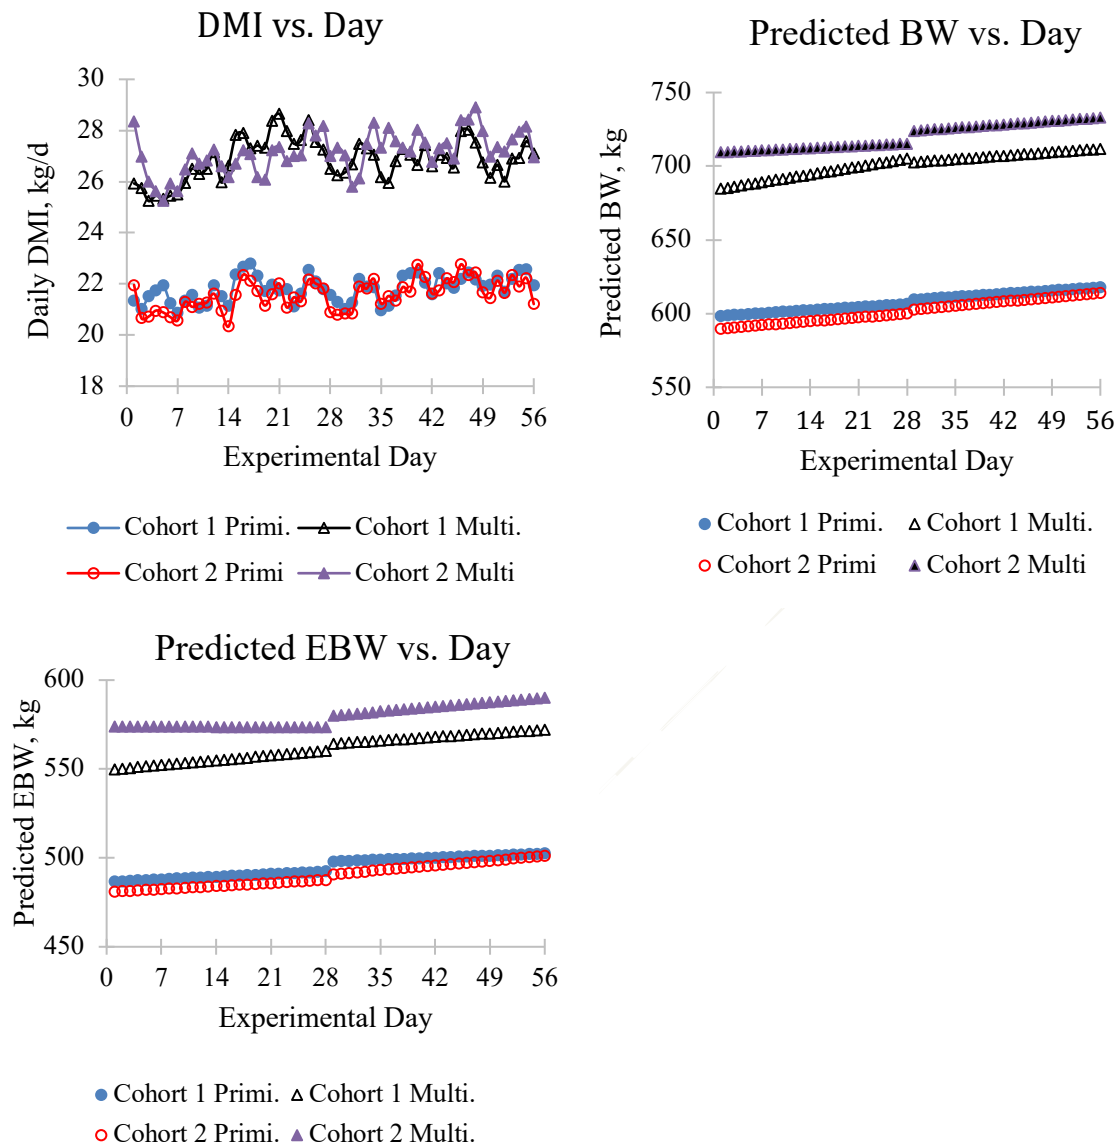 DMI vs. Day
Daily DMI, kg/d
30
28
26
24
22
20
18
0 7 14 21 28 35 42 49 56
Experimental Day
Cohort 1 Primi. Cohort 1 Multi.
Cohort 2 Primi Cohort 2 Multi
Predicted BW vs. Day
Predicted BW, kg
750
700
650
600
550
0 7 14 21 28 35 42 49 56
Experimental Day
Cohort 1 Primi. Cohort 1 Multi.
Cohort 2 Primi Cohort 2 Multi
Predicted EBW vs. Day
Predicted EBW, kg
600
550
500
450
0 7 14 21 28 35 42 49 56
Experimental Day
Cohort 1 Primi. Cohort 1 Multi.
Cohort 2 Primi. Cohort 2 Multi.